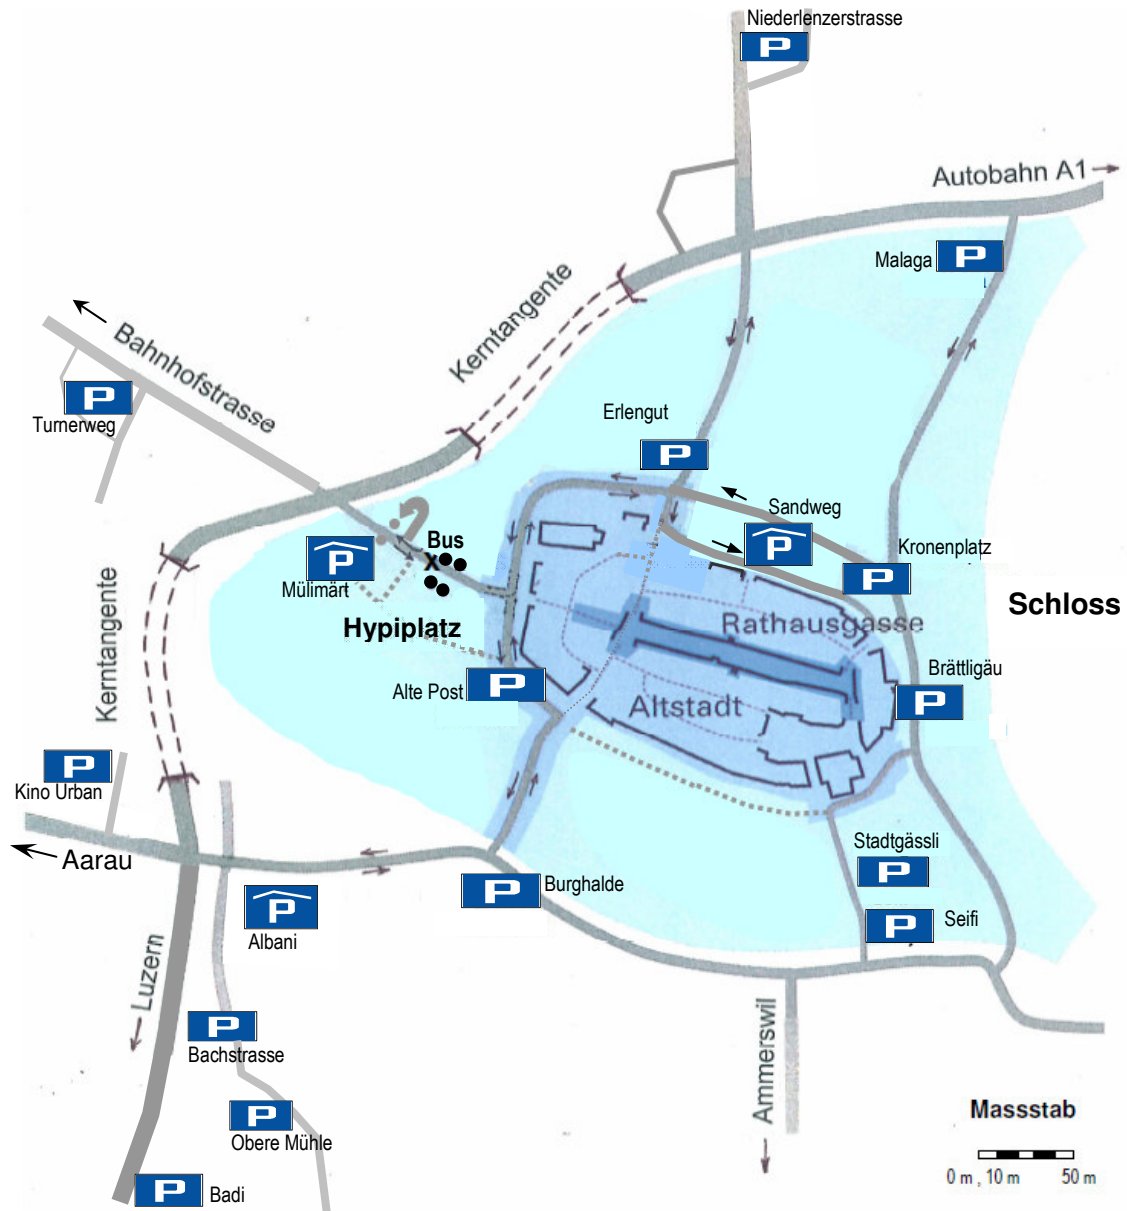 Niederlenzerstrasse
P
Autobahn A1
Malaga
P
Kerntangente
Bahnhofstrasse
P
Turnerweg
Erlengut
P
Sandweg
P
Bus
X
P
Mülimärt
Kronenplatz
P
Schloss
Hypiplatz
Rathausgasse
Kerntangente
Alte Post
P
Altstadt
Brättligäu
P
P
Kino Urban
Aarau
Stadtgässli
P
P
Burghalde
P
Albani
P
Seifi
Luzern
P
Bachstrasse
Ammerswil
P
Obere Mühle
Massstab
0 m , 10 m 50 m
P
Badi